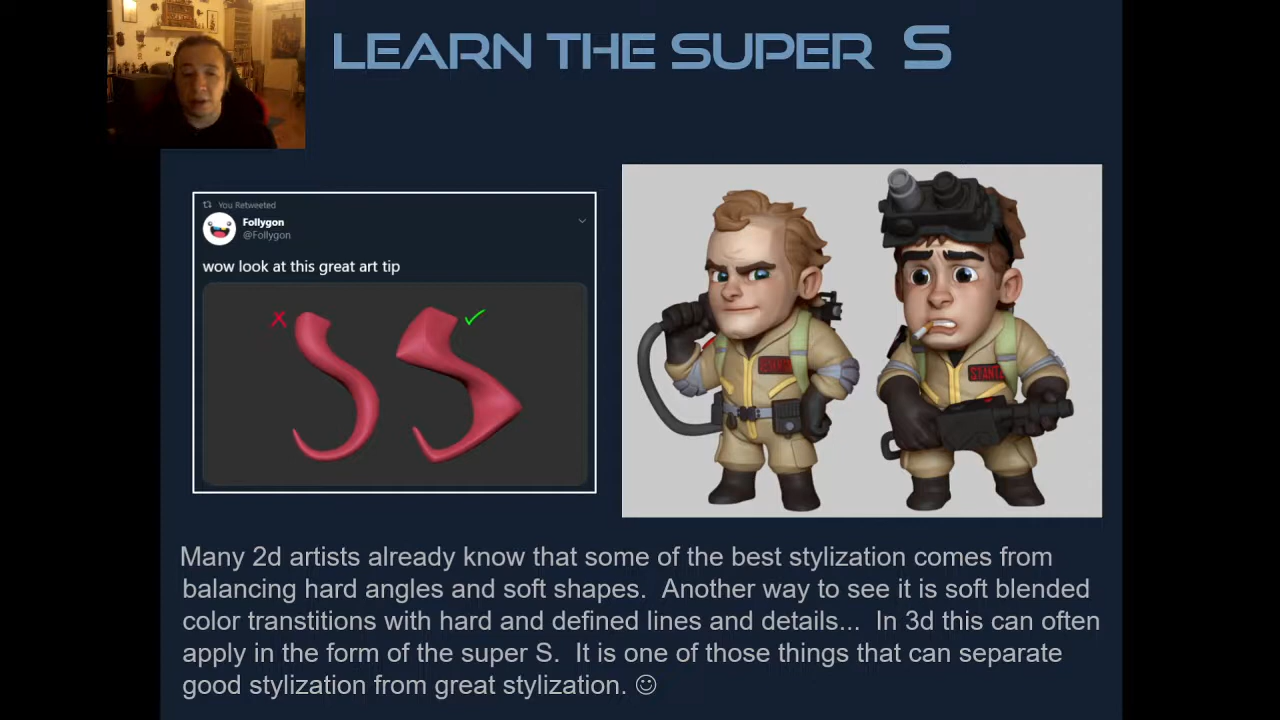 LEARN THE SUPER S
You Retweeted
Follygon
@Follygon
wow look at this great art tip
Many 2d artists already know that some of the best stylization comes from
balancing hard angles and soft shapes. Another way to see it is soft blended
color transtitions with hard and defined lines and details... In 3d this can often
apply in the form of the super S. It is one of those things that can separate
good stylization from great stylization. ☺